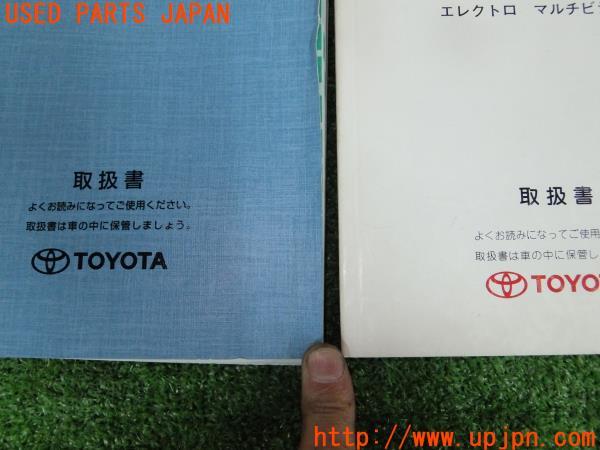 USED PARTS JAPAN
取扱書
よくお読みになってご使用ください。
取扱書は車の中に保管しましょう。
TOYOTA
エレクトロ マルチビ
取扱書
よくお読みになってご使用
取扱書は車の中に保管し
TOYO
http://www.upjpn.com